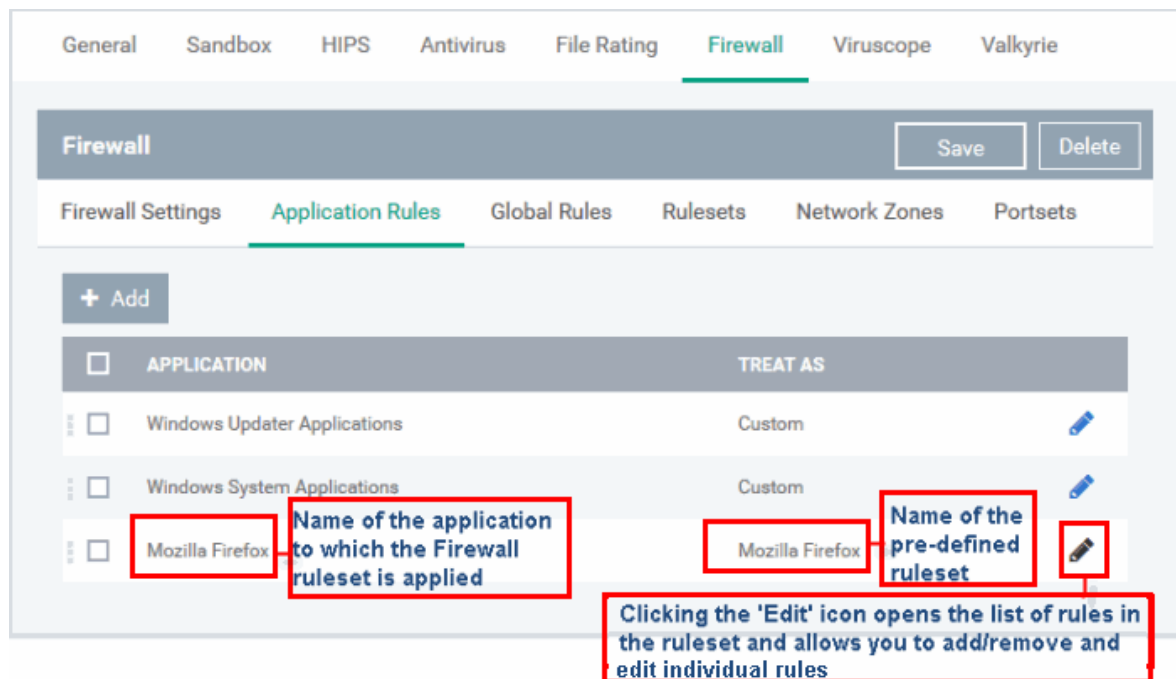 General Sandbox HIPS Antivirus File Rating Firewall Viruscope Valkyrie
Firewall Save Delete
Firewall Settings Application Rules Global Rules Rulesets Network Zones Portsets
+ Add
APPLICATION TREAT AS
Windows Updater Applications Custom
Windows System Applications Custom
Mozilla Firefox Mozilla Firefox
Name of the application
to which the Firewall
ruleset is applied
Name of the
pre-defined
ruleset
Clicking the 'Edit' icon opens the list of rules in
the ruleset and allows you to add/remove and
edit individual rules